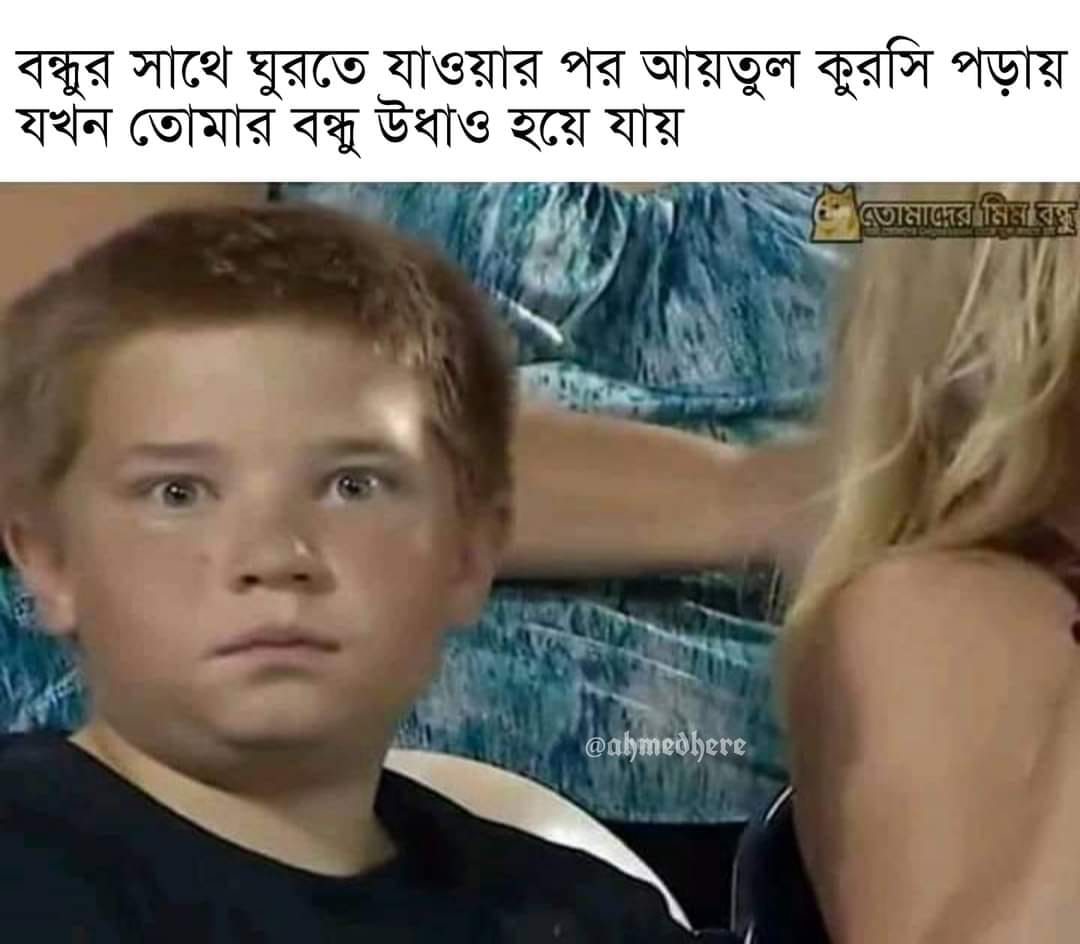 বন্ধুর সাথে ঘুরতে যাওয়ার পর আয়তুল কুরসি পড়ায়
যখন তোমার বন্ধু উধাও হয়ে যায়
তোমাদের মিম বন্ধু
@ahmedhere